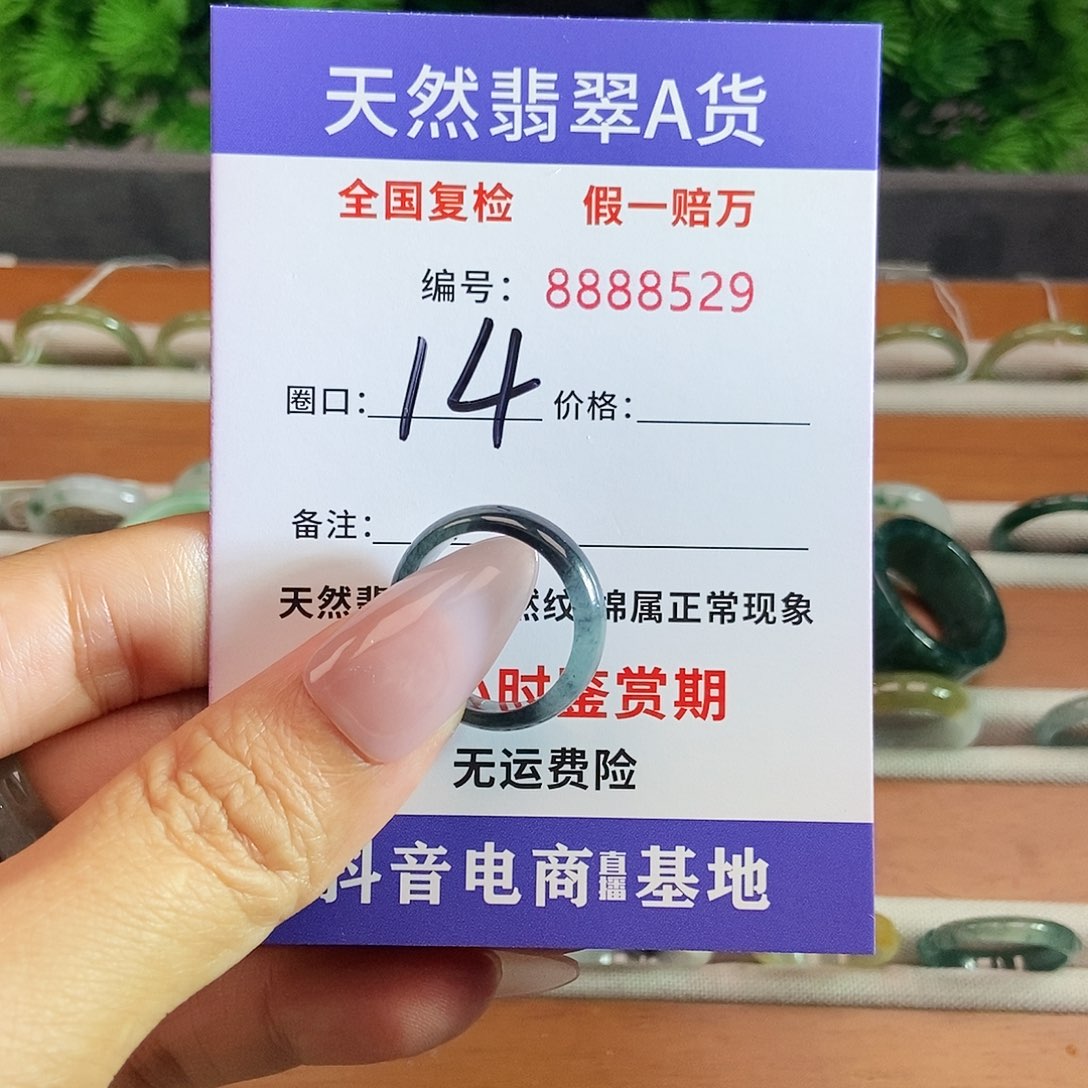 天然翡翠A货
全国复检 假一赔万
编号：8888529
圈口：14 价格：
备注：
天然 然纹 棉属正常现象
小时鉴赏期
无运费险
抖音电商直播基地